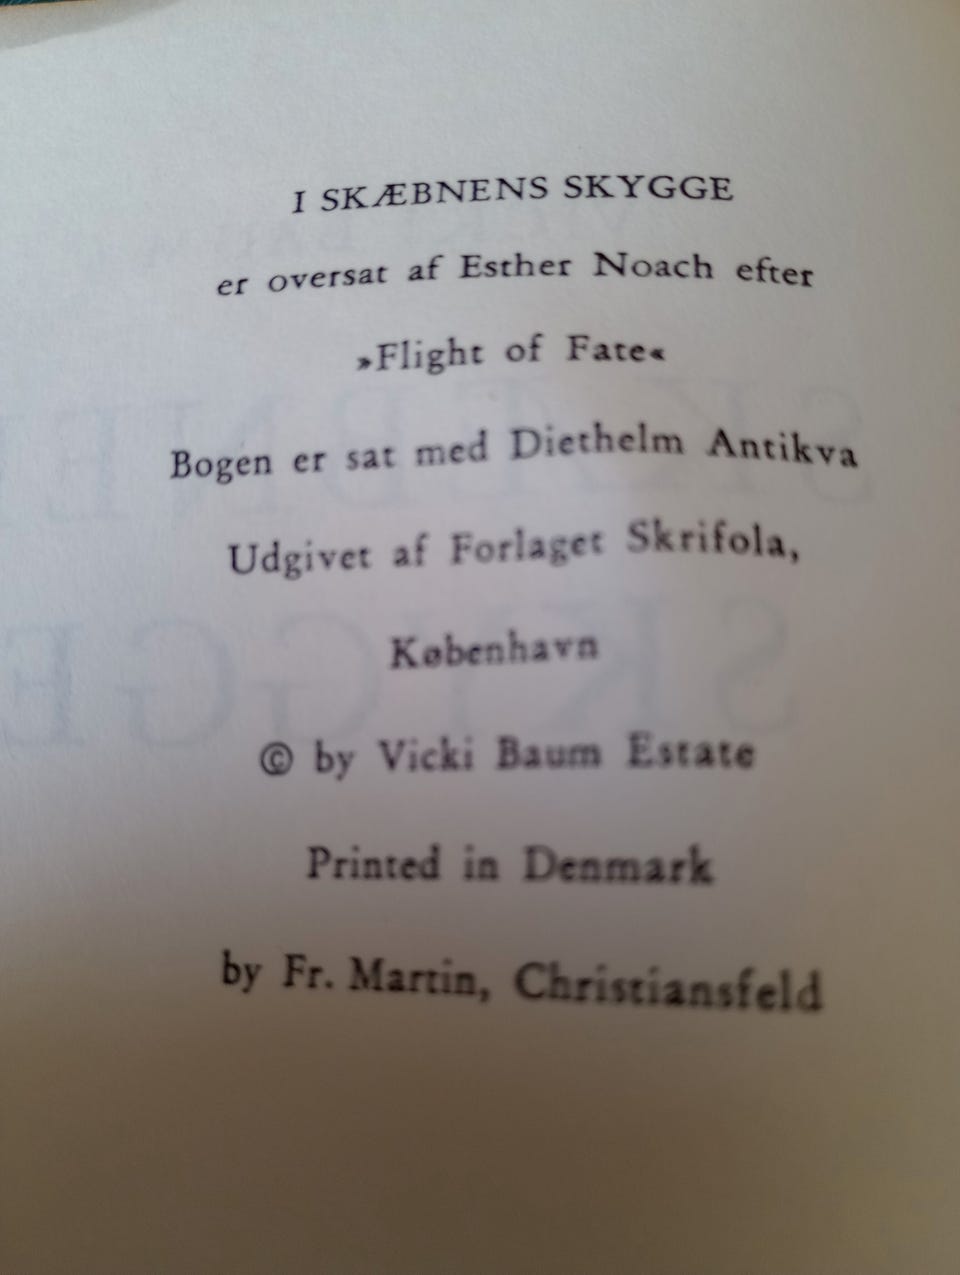 I SKÆBNENS SKYGGE
er oversat af Esther Noach efter
»Flight of Fate«
Bogen er sat med Diethelm Antikva
Udgivet af Forlaget Skrifola,
København
© by Vicki Baum Estate
Printed in Denmark
by Fr. Martin, Christiansfeld